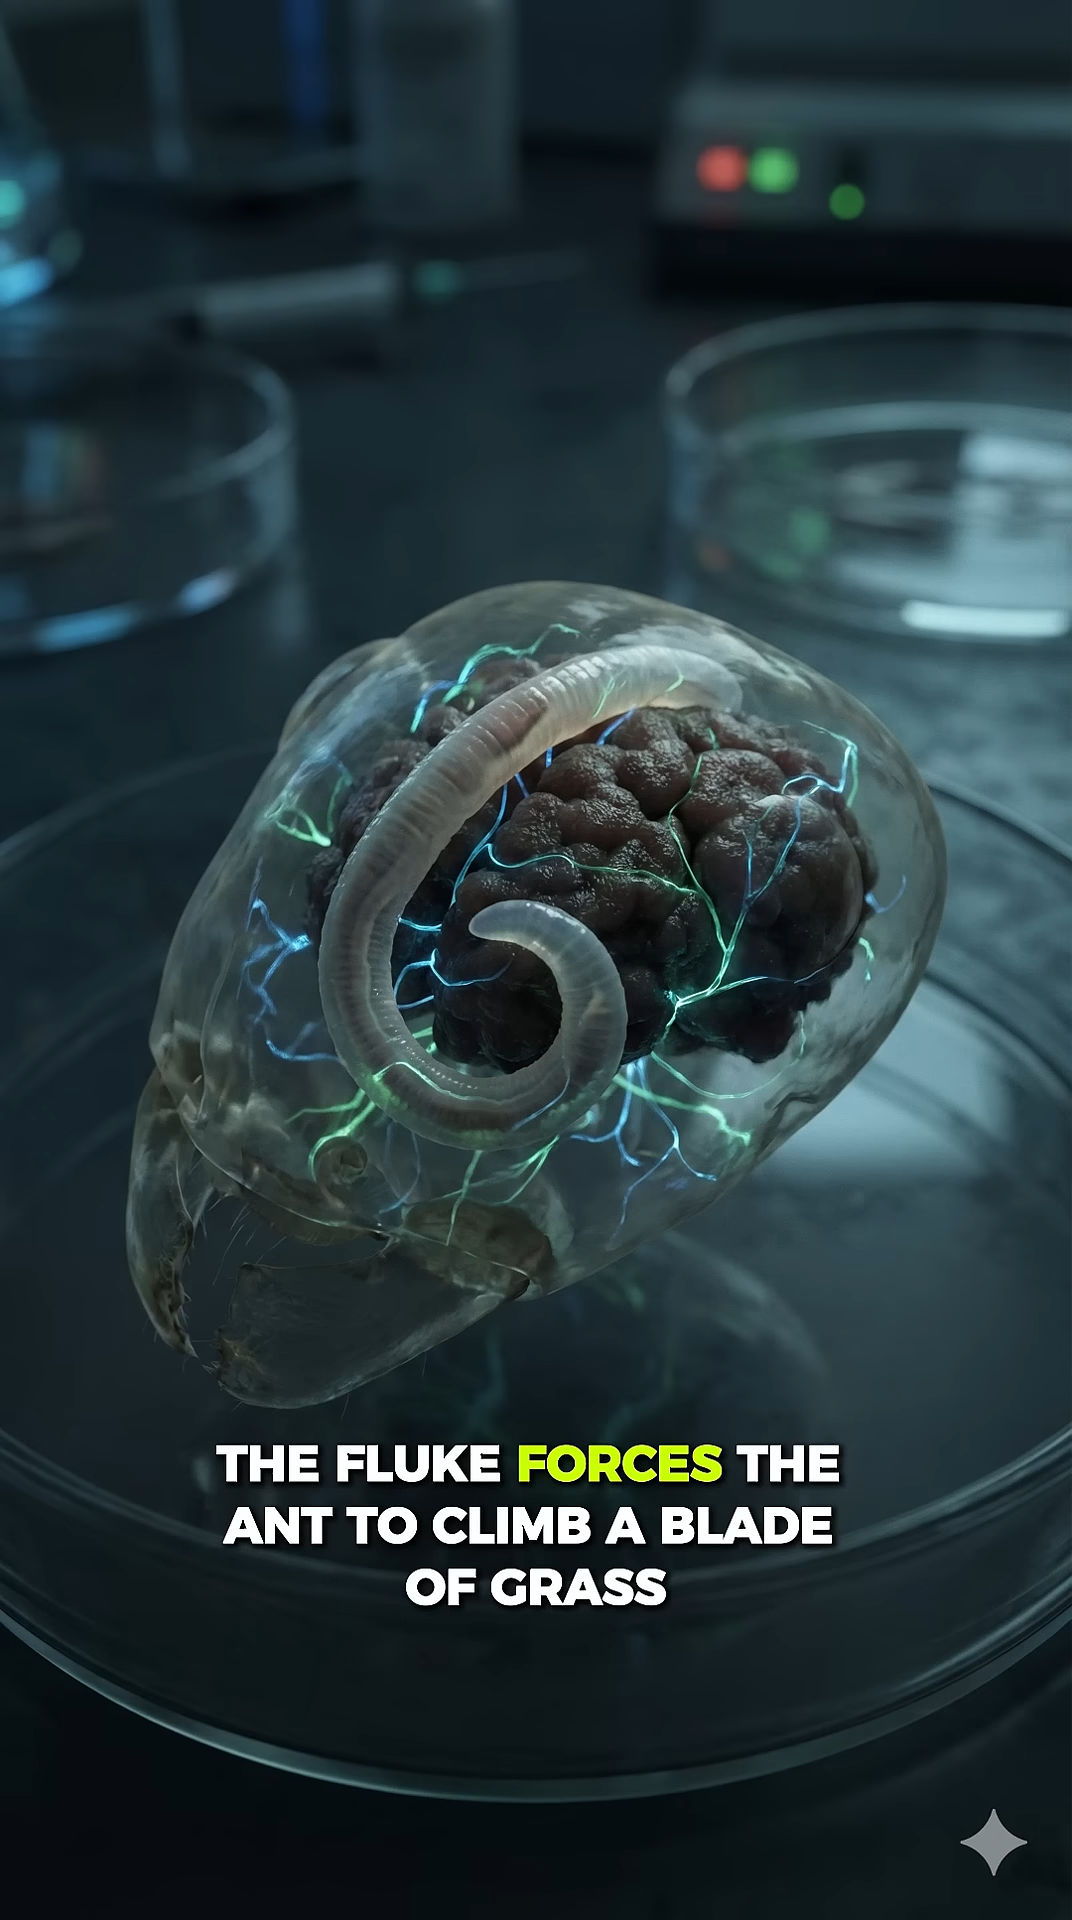 THE FLUKE FORCES THE
ANT TO CLIMB A BLADE
OF GRASS